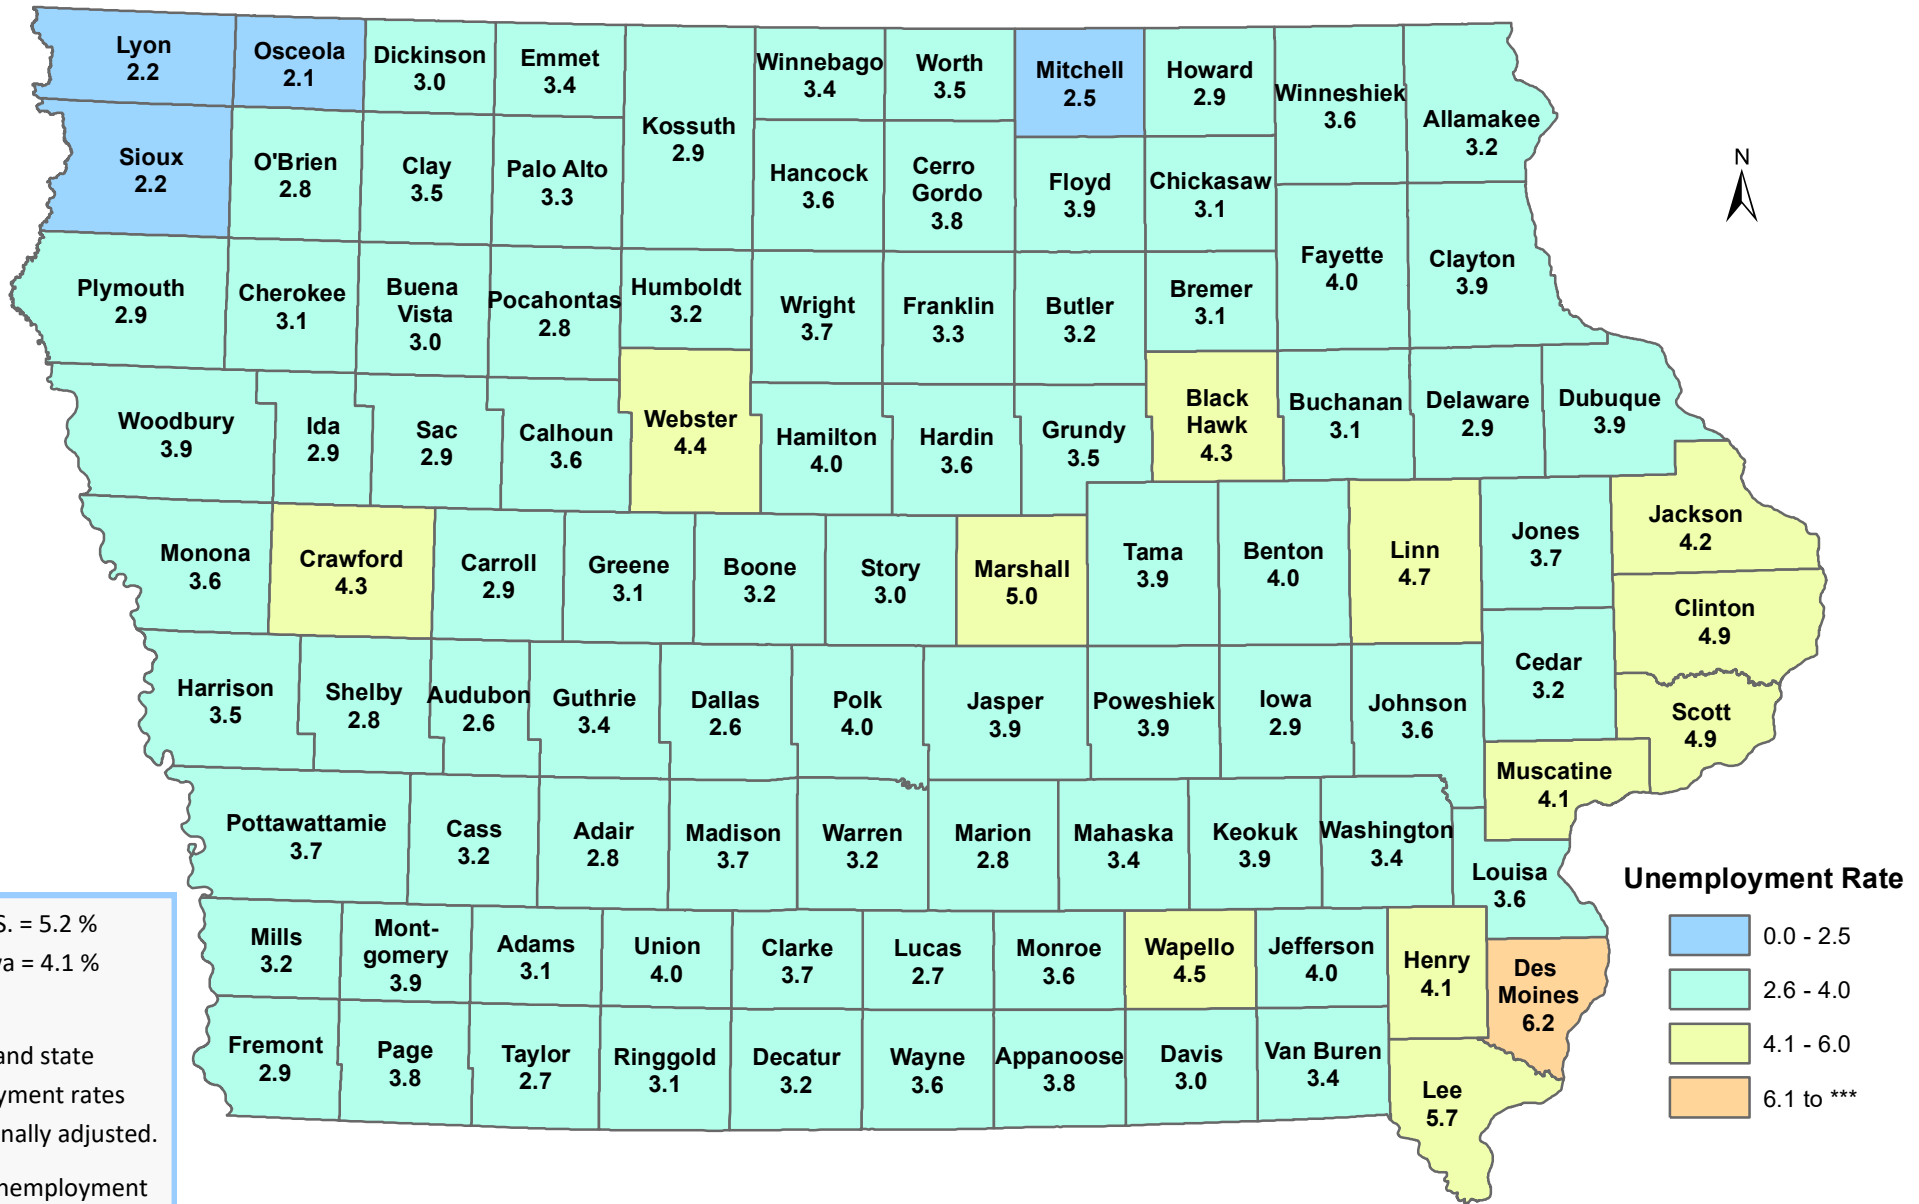 Lyon
2.2
Osceola
2.1
Dickinson
3.0
Emmet
3.4
Kossuth
2.9
Winnebago
3.4
Worth
3.5
Mitchell
2.5
Howard
2.9
Winneshiek
3.6
Allamakee
3.2
Sioux
2.2
O'Brien
2.8
Clay
3.5
Palo Alto
3.3
Hancock
3.6
Cerro
Gordo
3.8
Floyd
3.9
Chickasaw
3.1
N
Plymouth
2.9
Cherokee
3.1
Buena
Vista
3.0
Pocahontas
2.8
Humboldt
3.2
Wright
3.7
Franklin
3.3
Butler
3.2
Bremer
3.1
Fayette
4.0
Clayton
3.9
Woodbury
3.9
Ida
2.9
Sac
2.9
Calhoun
3.6
Webster
4.4
Hamilton
4.0
Hardin
3.6
Grundy
3.5
Black
Hawk
4.3
Buchanan
3.1
Delaware
2.9
Dubuque
3.9
Monona
3.6
Crawford
4.3
Carroll
2.9
Greene
3.1
Boone
3.2
Story
3.0
Marshall
5.0
Tama
3.9
Benton
4.0
Linn
4.7
Jones
3.7
Jackson
4.2
Clinton
4.9
Harrison
3.5
Shelby
2.8
Audubon
2.6
Guthrie
3.4
Dallas
2.6
Polk
4.0
Jasper
3.9
Poweshiek
3.9
Iowa
2.9
Johnson
3.6
Cedar
3.2
Scott
4.9
Muscatine
4.1
Pottawattamie
3.7
Cass
3.2
Adair
2.8
Madison
3.7
Warren
3.2
Marion
2.8
Mahaska
3.4
Keokuk
3.9
Washington
3.4
Louisa
3.6
Mills
3.2
Mont-
gomery
3.9
Adams
3.1
Union
4.0
Clarke
3.7
Lucas
2.7
Monroe
3.6
Wapello
4.5
Jefferson
4.0
Henry
4.1
Des
Moines
6.2
Fremont
2.9
Page
3.8
Taylor
2.7
Ringgold
3.1
Decatur
3.2
Wayne
3.6
Appanoose
3.8
Davis
3.0
Van Buren
3.4
Lee
5.7
Unemployment Rate
0.0 - 2.5
2.6 - 4.0
4.1 - 6.0
6.1 to ***
S. = 5.2 %
a = 4.1 %
and state
yment rates
nally adjusted.
nemployment